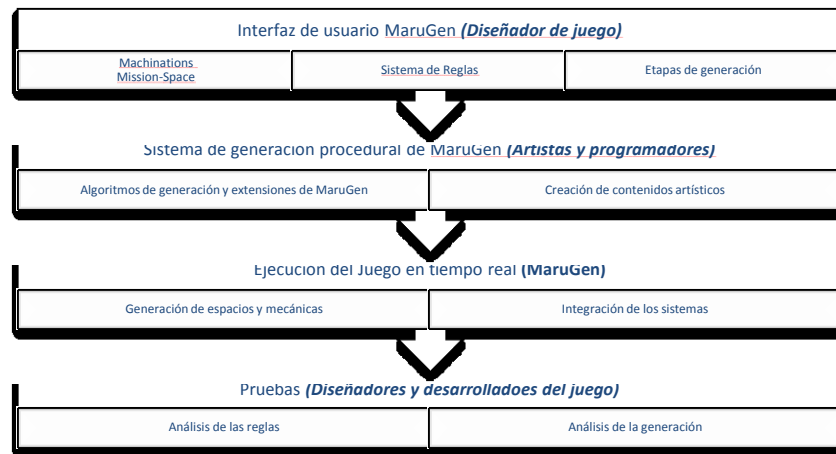 Interfaz de usuario MaruGen (Diseñador de juego)
Machinations
Mission-Space
Sistema de Reglas
Etapas de generación
Sistema de generación procedural de MaruGen (Artistas y programadores)
Algoritmos de generación y extensiones de MaruGen
Creación de contenidos artísticos
Ejecución del Juego en tiempo real (MaruGen)
Generación de espacios y mecánicas
Integración de los sistemas
Pruebas (Diseñadores y desarrolladoes del juego)
Análisis de las reglas
Análisis de la generación